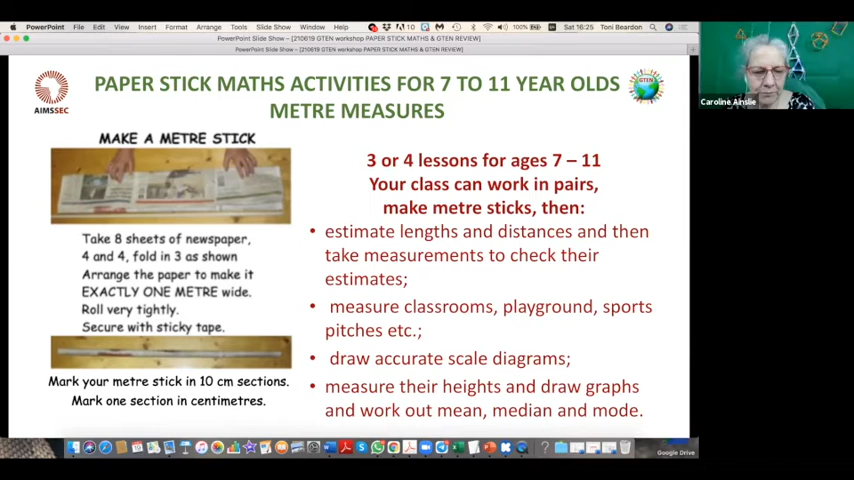 PowerPoint File Edit View Insert Format Arrange Tools Slide Show Window Help 10 100% Sat 16:25 Toni Beardon
PowerPoint Slide Show - [210619 GTEN workshop PAPER STICK MATHS & GTEN REVIEW]
PowerPoint Slide Show - [210619 GTEN workshop PAPER STICK MATHS & GTEN REVIEW]
PAPER STICK MATHS ACTIVITIES FOR 7 TO 11 YEAR OLDS
METRE MEASURES
AIMSSEC
GTEN
Caroline Ainslie
MAKE A METRE STICK
Take 8 sheets of newspaper,
4 and 4, fold in 3 as shown
Arrange the paper to make it
EXACTLY ONE METRE wide.
Roll very tightly.
Secure with sticky tape.
Mark your metre stick in 10 cm sections.
Mark one section in centimetres.
3 or 4 lessons for ages 7 – 11
Your class can work in pairs,
make metre sticks, then:
• estimate lengths and distances and then
take measurements to check their
estimates;
• measure classrooms, playground, sports
pitches etc.;
• draw accurate scale diagrams;
• measure their heights and draw graphs
and work out mean, median and mode.
Google Drive